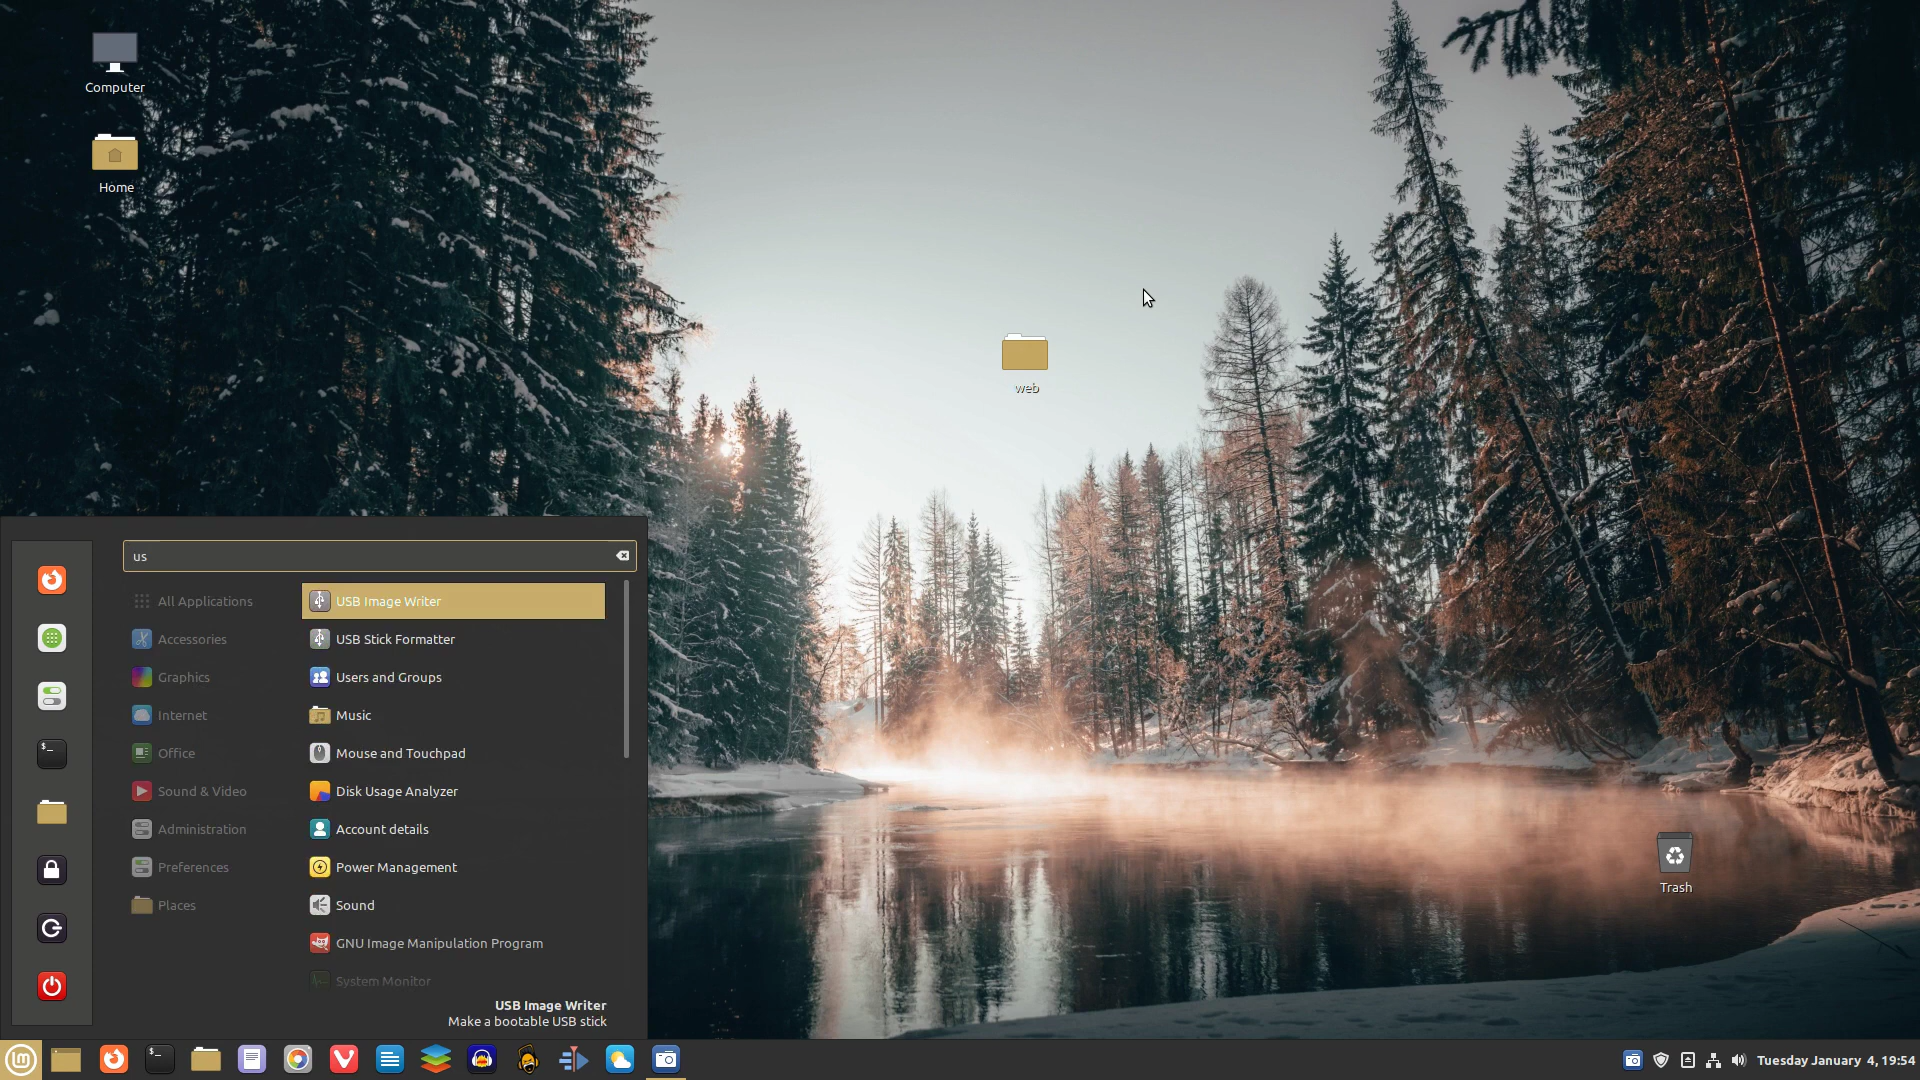 Computer
Home
web
us
All Applications
Accessories
Graphics
Internet
Office
Sound & Video
Administration
Preferences
Places
USB Image Writer
USB Stick Formatter
Users and Groups
Music
Mouse and Touchpad
Disk Usage Analyzer
Account details
Power Management
Sound
GNU Image Manipulation Program
System Monitor
USB Image Writer
Make a bootable USB stick
Trash
Tuesday January 4, 19:54